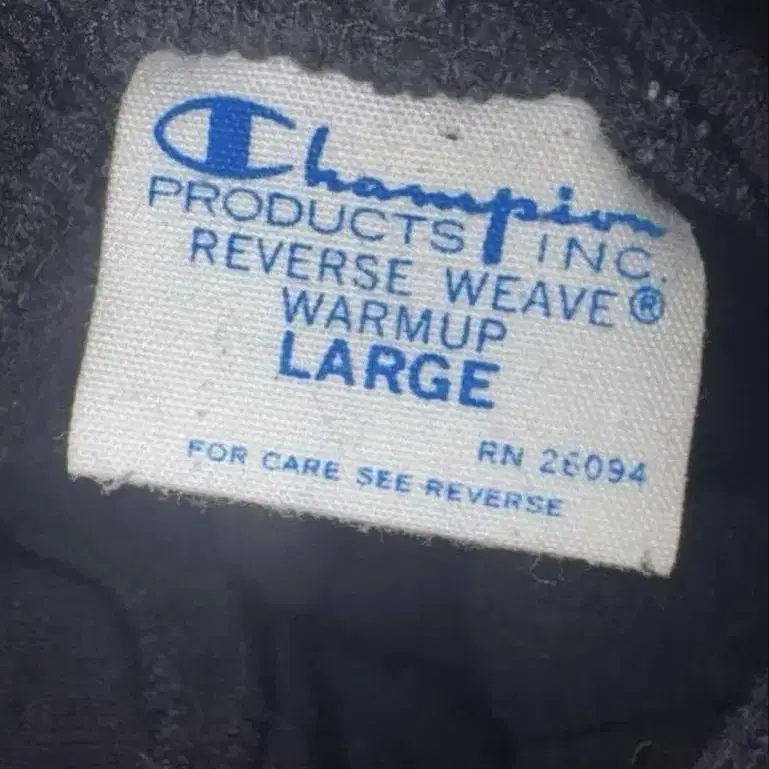 Champion
PRODUCTS INC.
REVERSE WEAVE®
WARMUP
LARGE
RN 26094
FOR CARE SEE REVERSE